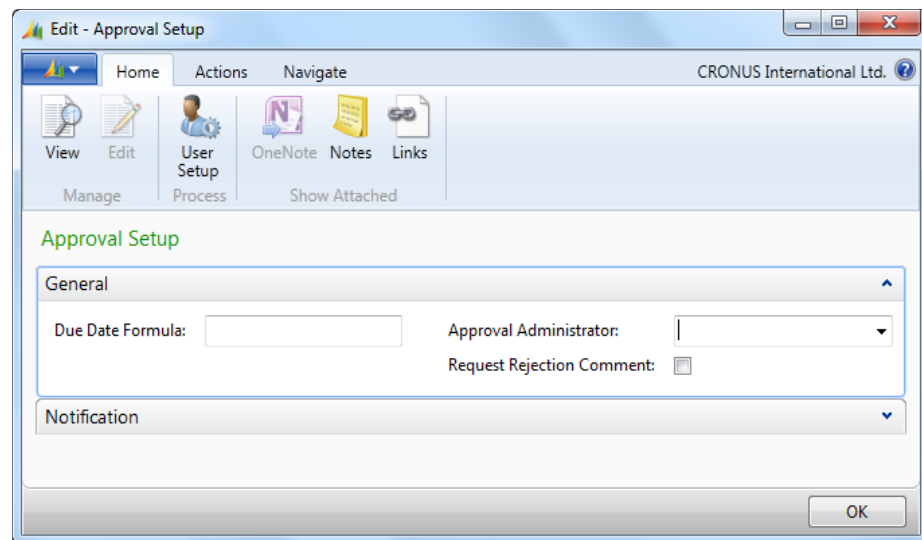 Edit - Approval Setup
Home Actions Navigate CRONUS International Ltd.
View Edit User Setup OneNote Notes Links
Manage Process Show Attached
Approval Setup
General
Due Date Formula: Approval Administrator:
Request Rejection Comment:
Notification
OK